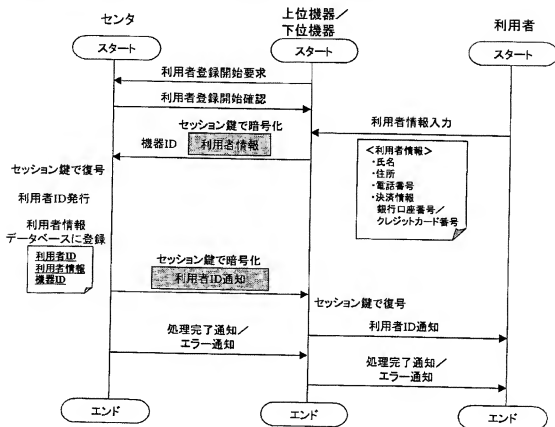 センタ
上位機器／
下位機器
利用者
スタート
スタート
スタート
利用者登録開始要求
利用者登録開始確認
利用者情報入力
セッション鍵で暗号化
機器ID
利用者情報
＜利用者情報＞
・氏名
・住所
・電話番号
・決済情報
銀行口座番号／
クレジットカード番号
セッション鍵で復号
利用者ID発行
利用者情報
データベースに登録
利用者ID
利用者情報
機器ID
セッション鍵で暗号化
利用者ID通知
セッション鍵で復号
利用者ID通知
処理完了通知／
エラー通知
処理完了通知／
エラー通知
エンド
エンド
エンド